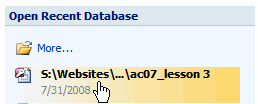 Open Recent Database
More...
S:\Websites\...\ac07_lesson 3
7/31/2008